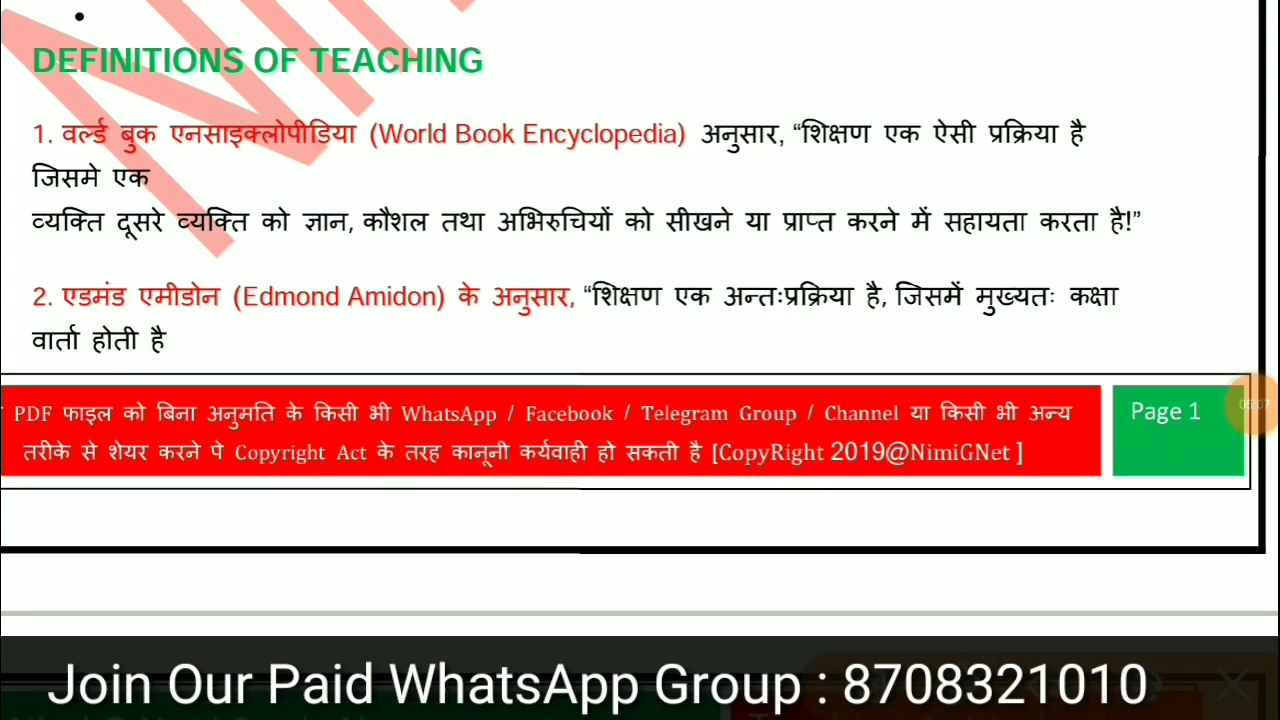 DEFINITIONS OF TEACHING
1. वर्ल्ड बुक एनसाइक्लोपीडिया (World Book Encyclopedia) अनुसार, “शिक्षण एक ऐसी प्रक्रिया है
जिसमे एक
व्यक्ति दूसरे व्यक्ति को ज्ञान, कौशल तथा अभिरुचियों को सीखने या प्राप्त करने में सहायता करता है!”
2. एडमंड एमीडोन (Edmond Amidon) के अनुसार, “शिक्षण एक अन्तःप्रक्रिया है, जिसमें मुख्यतः कक्षा
वार्ता होती है
PDF फाइल को बिना अनुमति के किसी भी WhatsApp / Facebook / Telegram Group / Channel या किसी भी अन्य
तरीके से शेयर करने पे Copyright Act के तरह कानूनी कर्यवाही हो सकती है [CopyRight 2019@NimiGNet ]
Page 1
05:07
Join Our Paid WhatsApp Group : 8708321010